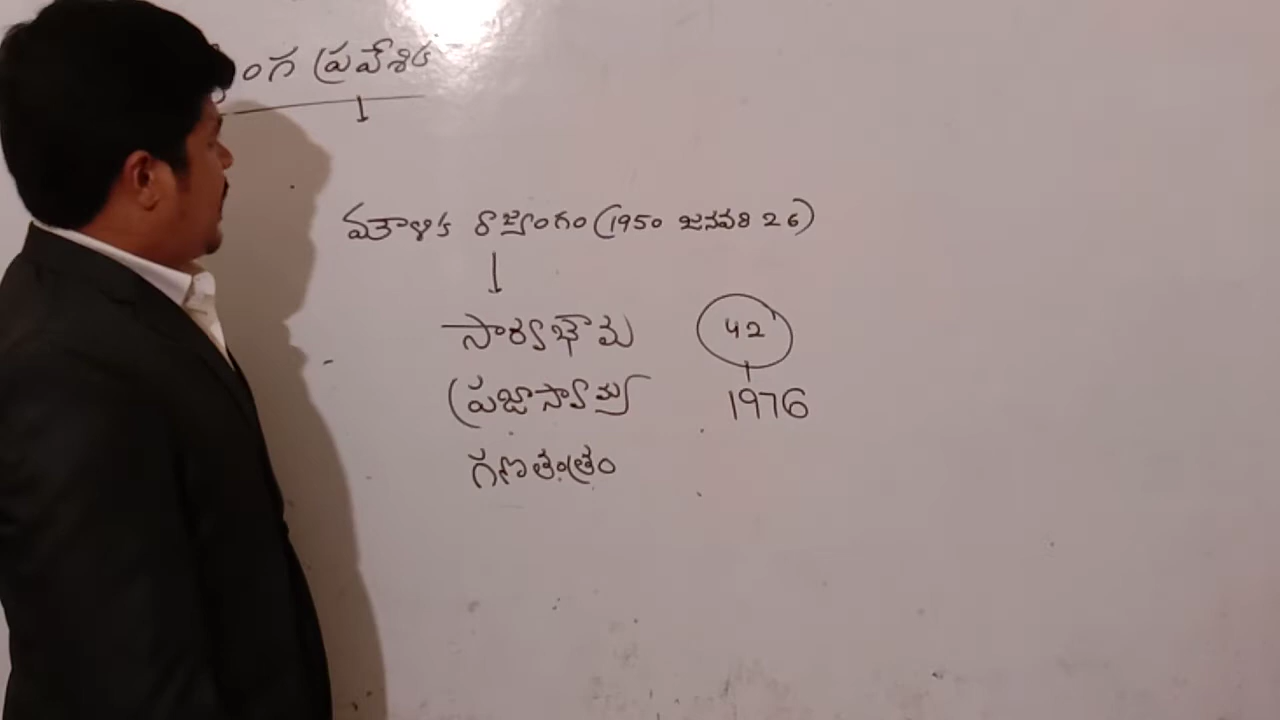 ంగ ప్రవేశిక
మౌళిక రాజ్యంగం (1950 జనవరి 26)
సార్వభౌమ 42
ప్రజాస్వామ్య 1976
గణతంత్రం